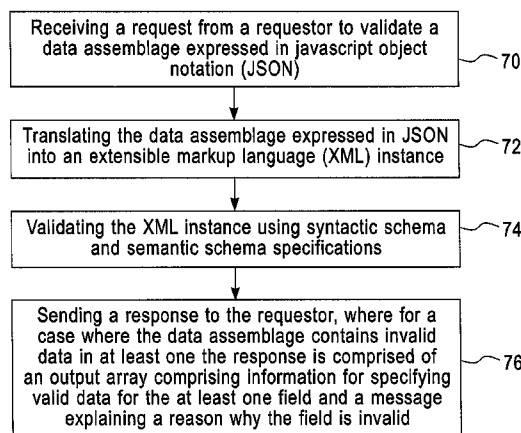 Receiving a request from a requestor to validate a
data assemblage expressed in javascript object
notation (JSON)
70
Translating the data assemblage expressed in JSON
into an extensible markup language (XML) instance
72
Validating the XML instance using syntactic schema
and semantic schema specifications
74
Sending a response to the requestor, where for a
case where the data assemblage contains invalid
data in at least one the response is comprised of
an output array comprising information for specifying
valid data for the at least one field and a message
explaining a reason why the field is invalid
76